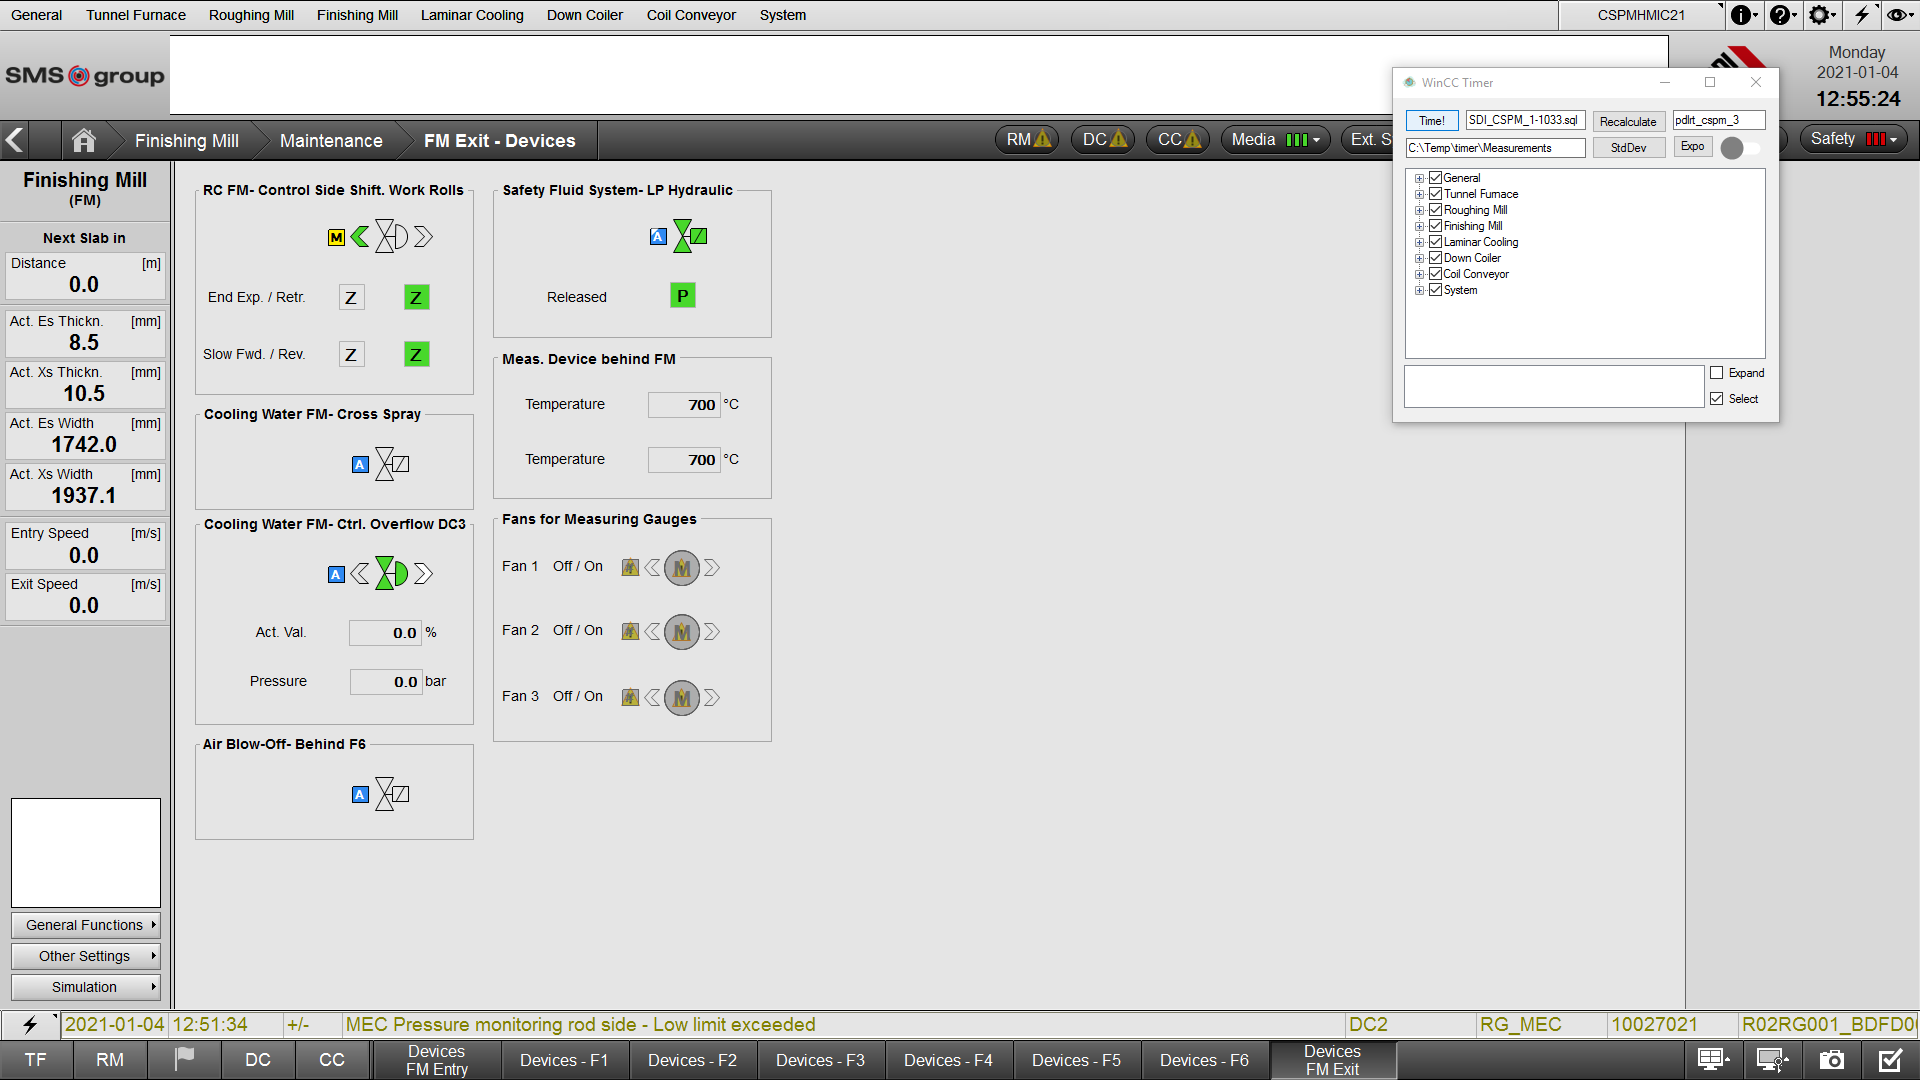 General Tunnel Furnace Roughing Mill Finishing Mill Laminar Cooling Down Coiler Coil Conveyor System CSPMHMIC21
SMS group
Monday
2021-01-04
12:55:24
Finishing Mill Maintenance FM Exit - Devices RM DC CC Media Ext. S Safety
WinCC Timer
Time! SDI_CSPM_1-1033.sql Recalculate pdlrt_cspm_3
C:\Temp\timer\Measurements StdDev Expo
General
Tunnel Furnace
Roughing Mill
Finishing Mill
Laminar Cooling
Down Coiler
Coil Conveyor
System
Expand
Select
Finishing Mill
(FM)
Next Slab in
Distance [m]
0.0
Act. Es Thickn. [mm]
8.5
Act. Xs Thickn. [mm]
10.5
Act. Es Width [mm]
1742.0
Act. Xs Width [mm]
1937.1
Entry Speed [m/s]
0.0
Exit Speed [m/s]
0.0
General Functions
Other Settings
Simulation
RC FM- Control Side Shift. Work Rolls
M
End Exp. / Retr. Z Z
Slow Fwd. / Rev. Z Z
Cooling Water FM- Cross Spray
A
Cooling Water FM- Ctrl. Overflow DC3
A
Act. Val. 0.0 %
Pressure 0.0 bar
Air Blow-Off- Behind F6
A
Safety Fluid System- LP Hydraulic
A
Released P
Meas. Device behind FM
Temperature 700 °C
Temperature 700 °C
Fans for Measuring Gauges
Fan 1 Off / On M
Fan 2 Off / On M
Fan 3 Off / On M
2021-01-04 12:51:34 +/- MEC Pressure monitoring rod side - Low limit exceeded DC2 RG_MEC 10027021
TF RM DC CC
Devices
FM Entry
Devices - F1 Devices - F2 Devices - F3 Devices - F4 Devices - F5 Devices - F6
Devices
FM Exit